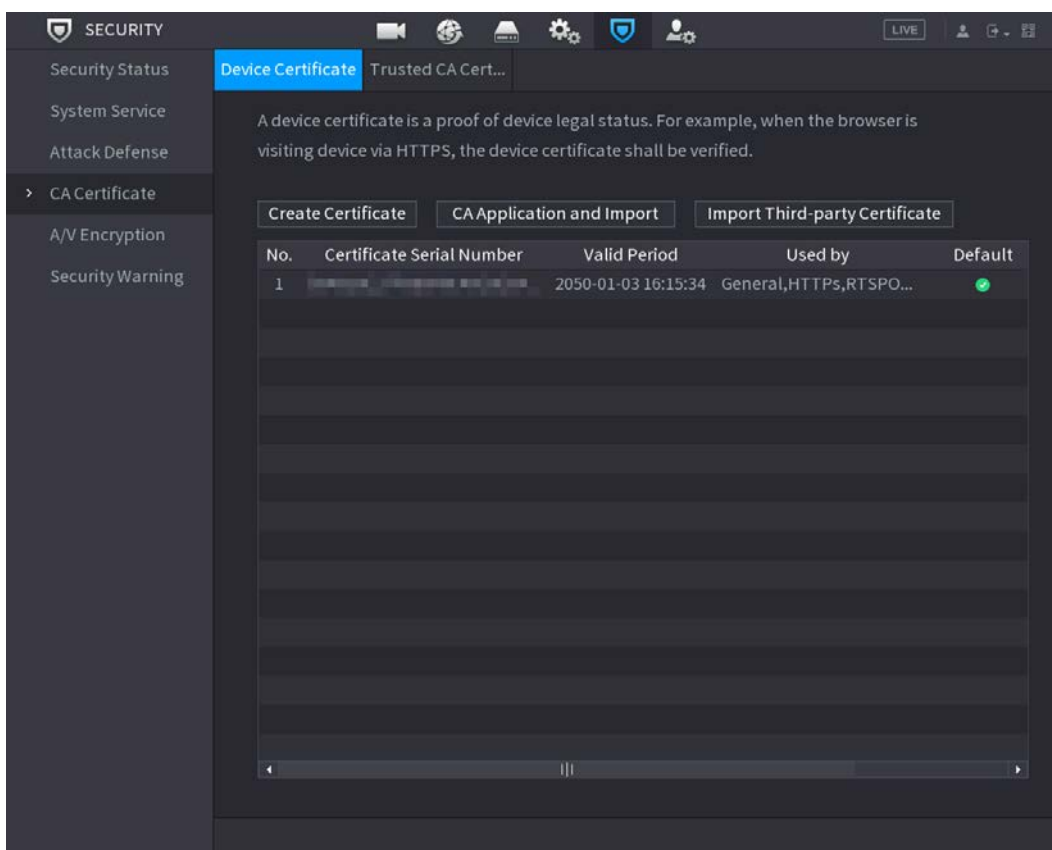 SECURITY
LIVE
Security Status
System Service
Attack Defense
CA Certificate
A/V Encryption
Security Warning
Device Certificate Trusted CA Cert...
A device certificate is a proof of device legal status. For example, when the browser is
visiting device via HTTPS, the device certificate shall be verified.
Create Certificate CA Application and Import Import Third-party Certificate
No. Certificate Serial Number Valid Period Used by Default
1 2050-01-03 16:15:34 General,HTTPs,RTSPO...